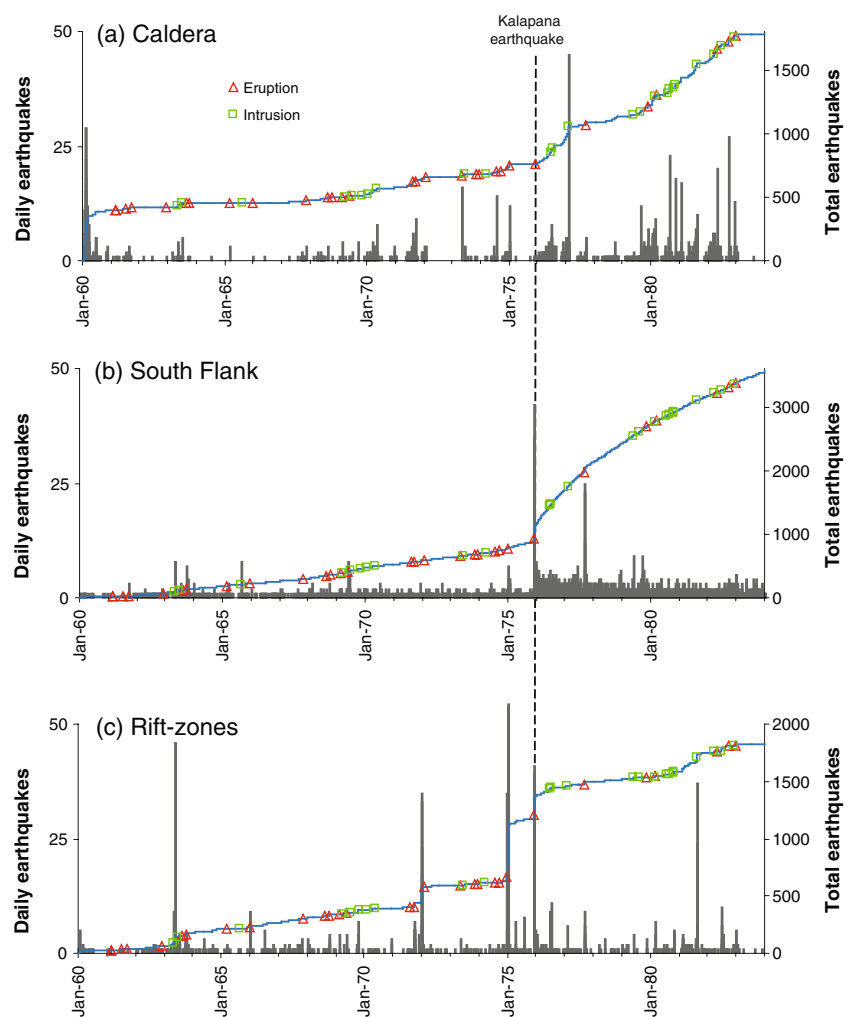 (a) Caldera
Kalapana
earthquake
Eruption
Intrusion
Daily earthquakes
50
25
0
Total earthquakes
1500
1000
500
0
Jan-60
Jan-65
Jan-70
Jan-75
Jan-80
(b) South Flank
Daily earthquakes
50
25
0
Total earthquakes
3000
2000
1000
0
Jan-60
Jan-65
Jan-70
Jan-75
Jan-80
(c) Rift-zones
Daily earthquakes
50
25
0
Total earthquakes
2000
1500
1000
500
0
Jan-60
Jan-65
Jan-70
Jan-75
Jan-80